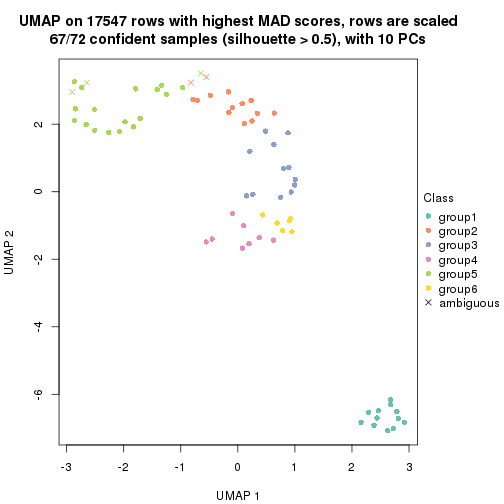 UMAP on 17547 rows with highest MAD scores, rows are scaled
67/72 confident samples (silhouette > 0.5), with 10 PCs
UMAP 2
2
0
-2
-4
-6
-3
-2
-1
0
1
2
3
UMAP 1
Class
group1
group2
group3
group4
group5
group6
ambiguous